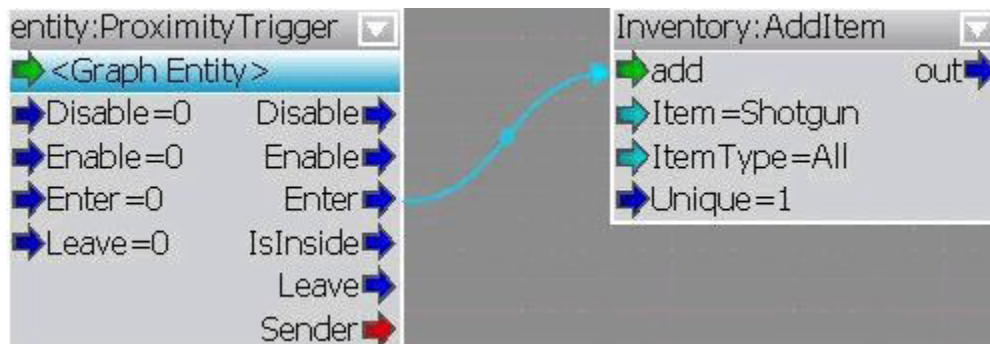 entity:ProximityTrigger
<Graph Entity>
Disable=0 Disable
Enable=0 Enable
Enter=0 Enter
Leave=0 IsInside
Leave
Sender
Inventory:AddItem
add out
Item=Shotgun
ItemType=All
Unique=1